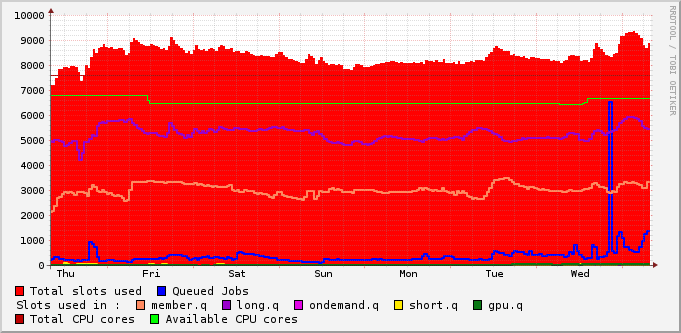 10000
9000
8000
7000
6000
5000
4000
3000
2000
1000
0
Thu Fri Sat Sun Mon Tue Wed
RRDTOOL / TOBI OETIKER
Total slots used Queued Jobs
Slots used in : member.q long.q ondemand.q short.q gpu.q
Total CPU cores Available CPU cores